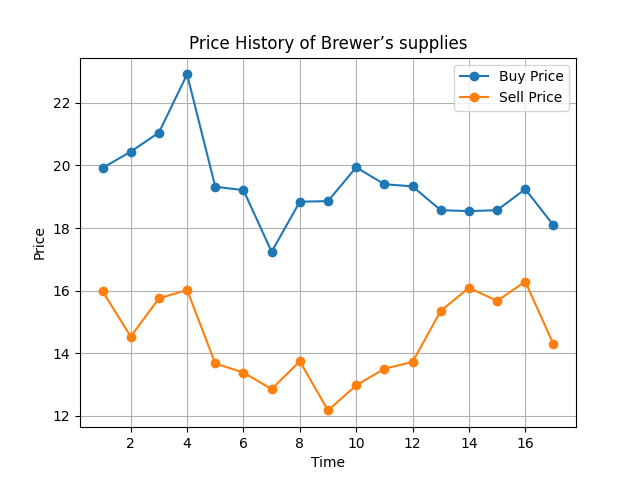 Price History of Brewer’s supplies
Buy Price
Sell Price
Price
22
20
18
16
14
12
2 4 6 8 10 12 14 16
Time